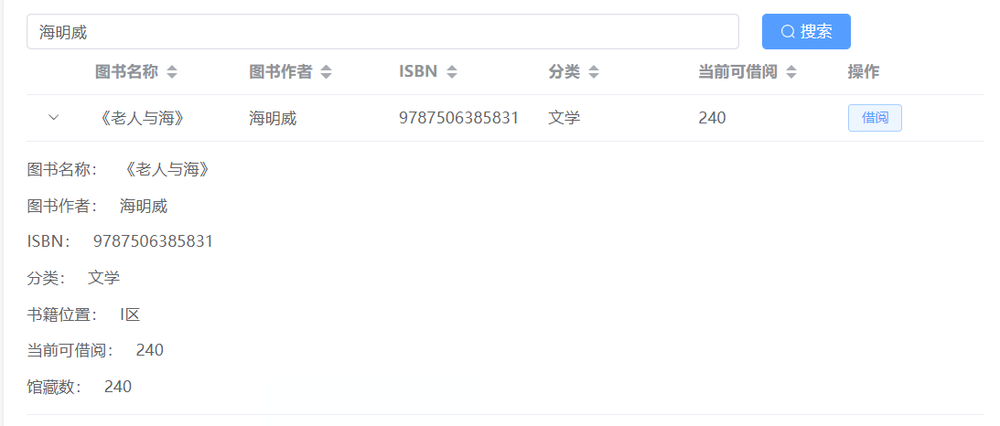 海明威 搜索
图书名称 图书作者 ISBN 分类 当前可借阅 操作
《老人与海》 海明威 9787506385831 文学 240 借阅
图书名称： 《老人与海》
图书作者： 海明威
ISBN： 9787506385831
分类： 文学
书籍位置： I区
当前可借阅： 240
馆藏数： 240